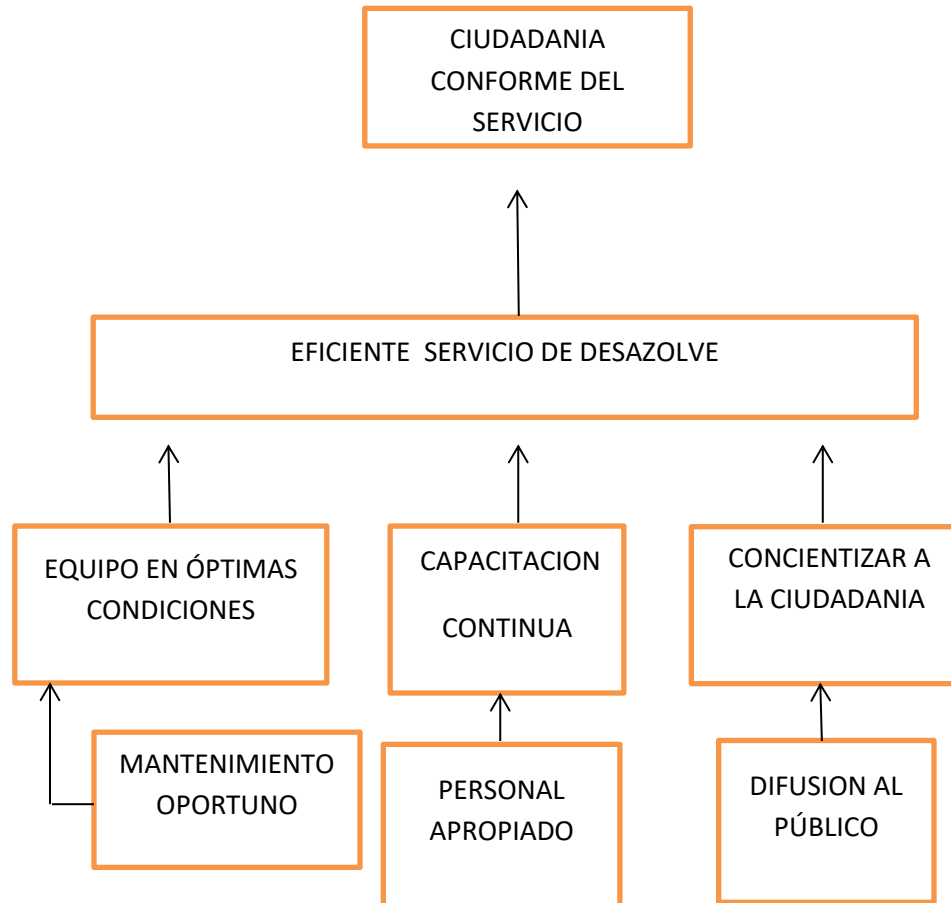 CIUDADANIA
CONFORME DEL
SERVICIO
EFICIENTE SERVICIO DE DESAZOLVE
EQUIPO EN ÓPTIMAS
CONDICIONES
CAPACITACION
CONTINUA
CONCIENTIZAR A
LA CIUDADANIA
MANTENIMIENTO
OPORTUNO
PERSONAL
APROPIADO
DIFUSION AL
PÚBLICO